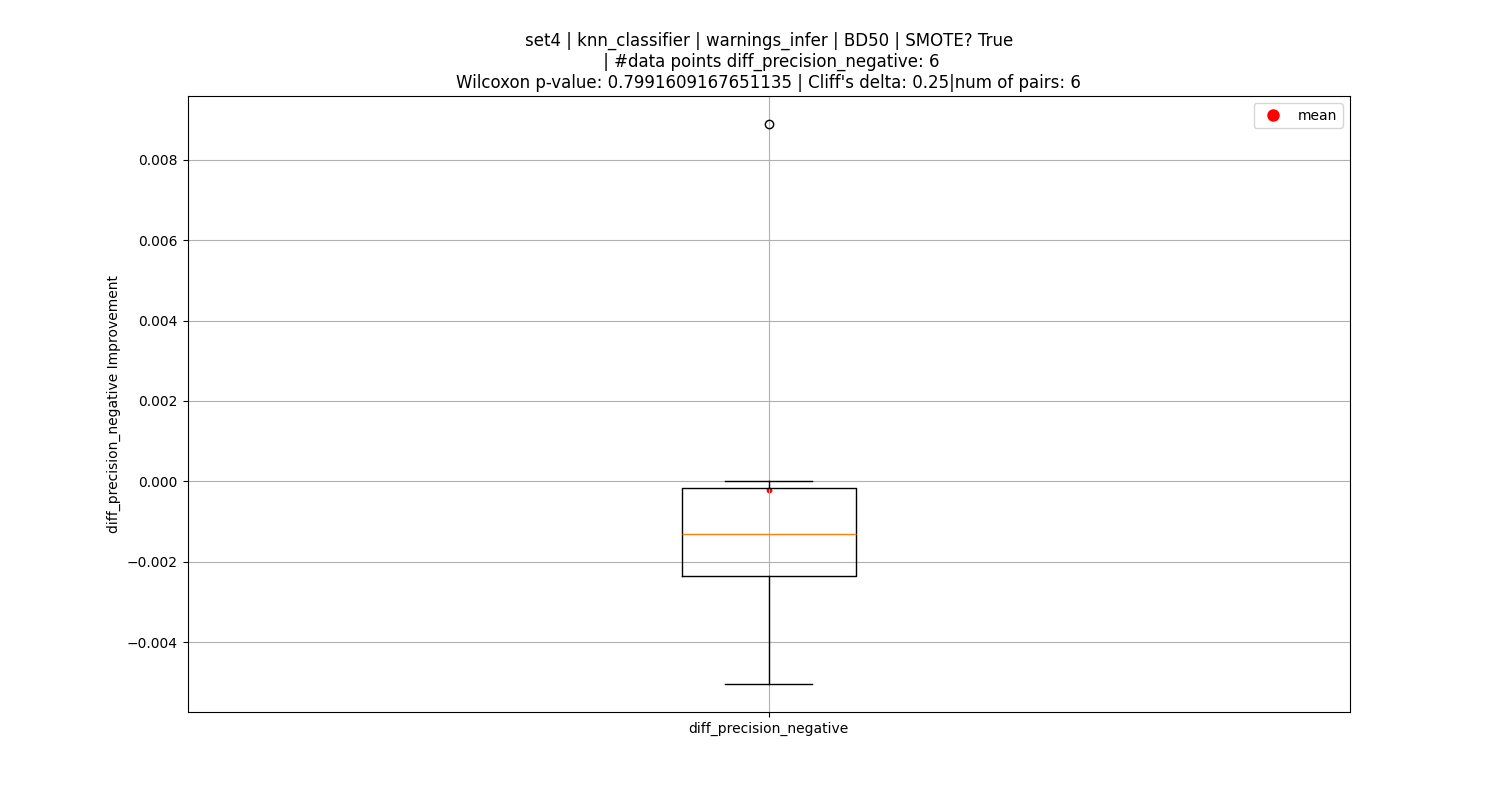 set4 | knn_classifier | warnings_infer | BD50 | SMOTE? True
| #data points diff_precision_negative: 6
Wilcoxon p-value: 0.7991609167651135 | Cliff's delta: 0.25|num of pairs: 6
mean
0.008
0.006
0.004
0.002
0.000
−0.002
−0.004
diff_precision_negative Improvement
diff_precision_negative